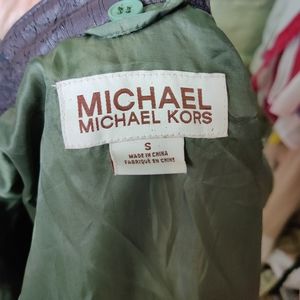 MICHAEL
MICHAEL KORS
S
MADE IN CHINA
FABRIQUÉ EN CHINE